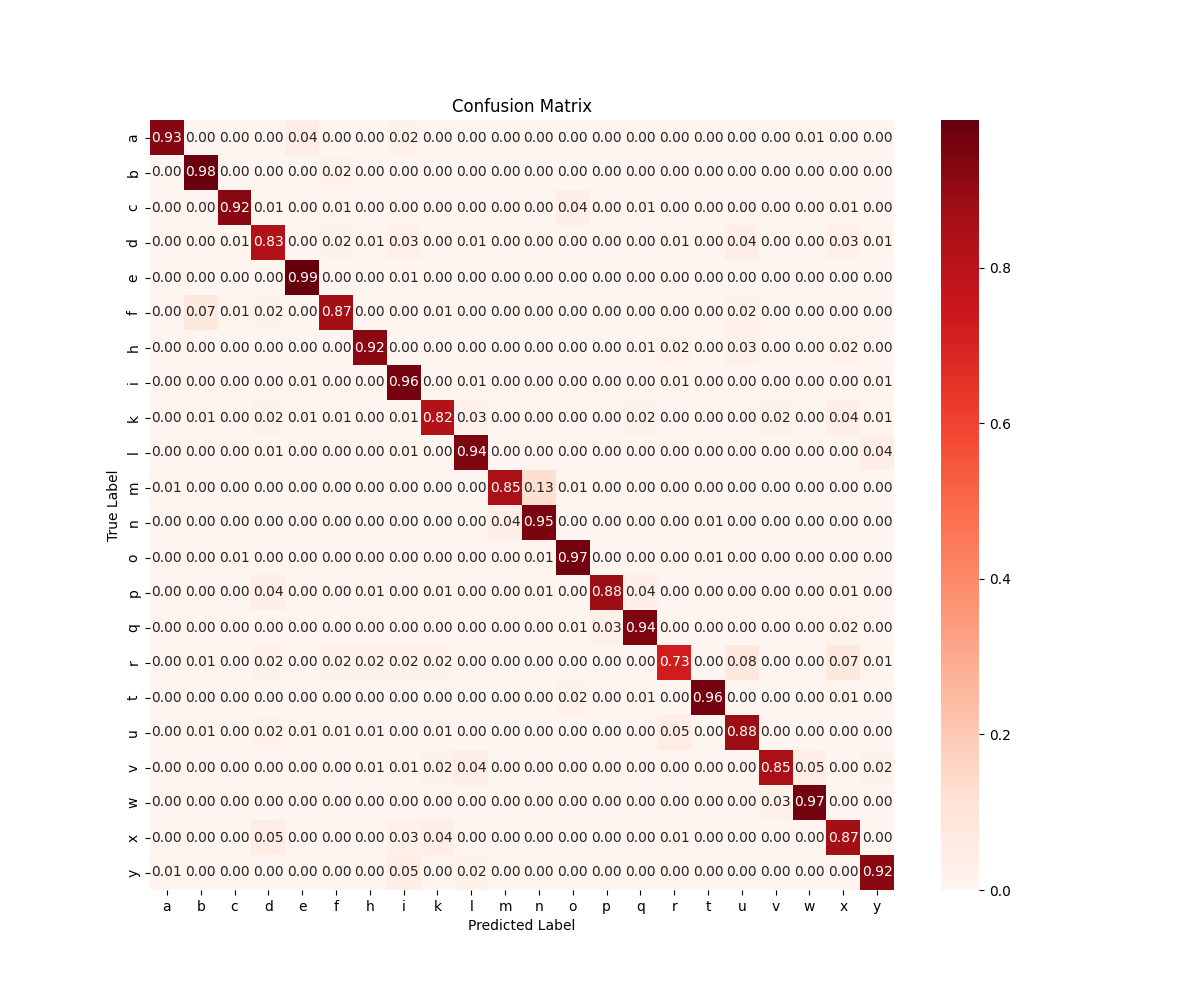 Confusion Matrix
a 0.93 0.00 0.00 0.00 0.04 0.00 0.00 0.02 0.00 0.00 0.00 0.00 0.00 0.00 0.00 0.00 0.00 0.00 0.00 0.01 0.00 0.00
b 0.00 0.98 0.00 0.00 0.00 0.02 0.00 0.00 0.00 0.00 0.00 0.00 0.00 0.00 0.00 0.00 0.00 0.00 0.00 0.00 0.00 0.00
c 0.00 0.00 0.92 0.01 0.00 0.01 0.00 0.00 0.00 0.00 0.00 0.00 0.04 0.00 0.01 0.00 0.00 0.00 0.00 0.00 0.01 0.00
d 0.00 0.00 0.01 0.83 0.00 0.02 0.01 0.03 0.00 0.01 0.00 0.00 0.00 0.00 0.00 0.01 0.00 0.04 0.00 0.00 0.03 0.01
e 0.00 0.00 0.00 0.00 0.99 0.00 0.00 0.01 0.00 0.00 0.00 0.00 0.00 0.00 0.00 0.00 0.00 0.00 0.00 0.00 0.00 0.00
f 0.00 0.07 0.01 0.02 0.00 0.87 0.00 0.00 0.01 0.00 0.00 0.00 0.00 0.00 0.00 0.00 0.00 0.02 0.00 0.00 0.00 0.00
h 0.00 0.00 0.00 0.00 0.00 0.00 0.92 0.00 0.00 0.00 0.00 0.00 0.00 0.00 0.01 0.02 0.00 0.03 0.00 0.00 0.02 0.00
i 0.00 0.00 0.00 0.00 0.01 0.00 0.00 0.96 0.00 0.01 0.00 0.00 0.00 0.00 0.00 0.01 0.00 0.00 0.00 0.00 0.00 0.01
k 0.00 0.01 0.00 0.02 0.01 0.01 0.00 0.01 0.82 0.03 0.00 0.00 0.00 0.00 0.02 0.00 0.00 0.00 0.02 0.00 0.04 0.01
l 0.00 0.00 0.00 0.01 0.00 0.00 0.00 0.01 0.00 0.94 0.00 0.00 0.00 0.00 0.00 0.00 0.00 0.00 0.00 0.00 0.00 0.04
m 0.01 0.00 0.00 0.00 0.00 0.00 0.00 0.00 0.00 0.00 0.85 0.13 0.01 0.00 0.00 0.00 0.00 0.00 0.00 0.00 0.00 0.00
n 0.00 0.00 0.00 0.00 0.00 0.00 0.00 0.00 0.00 0.00 0.04 0.95 0.00 0.00 0.00 0.00 0.01 0.00 0.00 0.00 0.00 0.00
o 0.00 0.00 0.01 0.00 0.00 0.00 0.00 0.00 0.00 0.00 0.00 0.01 0.97 0.00 0.00 0.00 0.01 0.00 0.00 0.00 0.00 0.00
p 0.00 0.00 0.00 0.04 0.00 0.00 0.01 0.00 0.01 0.00 0.00 0.01 0.00 0.88 0.04 0.00 0.00 0.00 0.00 0.00 0.01 0.00
q 0.00 0.00 0.00 0.00 0.00 0.00 0.00 0.00 0.00 0.00 0.00 0.00 0.01 0.03 0.94 0.00 0.00 0.00 0.00 0.00 0.02 0.00
r 0.00 0.01 0.00 0.02 0.00 0.02 0.02 0.02 0.02 0.00 0.00 0.00 0.00 0.00 0.00 0.73 0.00 0.08 0.00 0.00 0.07 0.01
t 0.00 0.00 0.00 0.00 0.00 0.00 0.00 0.00 0.00 0.00 0.00 0.00 0.02 0.00 0.01 0.00 0.96 0.00 0.00 0.00 0.01 0.00
u 0.00 0.01 0.00 0.02 0.01 0.01 0.01 0.00 0.01 0.00 0.00 0.00 0.00 0.00 0.00 0.05 0.00 0.88 0.00 0.00 0.00 0.00
v 0.00 0.00 0.00 0.00 0.00 0.00 0.01 0.01 0.02 0.04 0.00 0.00 0.00 0.00 0.00 0.00 0.00 0.00 0.85 0.05 0.00 0.02
w 0.00 0.00 0.00 0.00 0.00 0.00 0.00 0.00 0.00 0.00 0.00 0.00 0.00 0.00 0.00 0.00 0.00 0.00 0.03 0.97 0.00 0.00
x 0.00 0.00 0.00 0.05 0.00 0.00 0.00 0.03 0.04 0.00 0.00 0.00 0.00 0.00 0.00 0.01 0.00 0.00 0.00 0.00 0.87 0.00
y 0.01 0.00 0.00 0.00 0.00 0.00 0.00 0.05 0.00 0.02 0.00 0.00 0.00 0.00 0.00 0.00 0.00 0.00 0.00 0.00 0.00 0.92
a b c d e f h i k l m n o p q r t u v w x y
Predicted Label
True Label
0.8
0.6
0.4
0.2
0.0